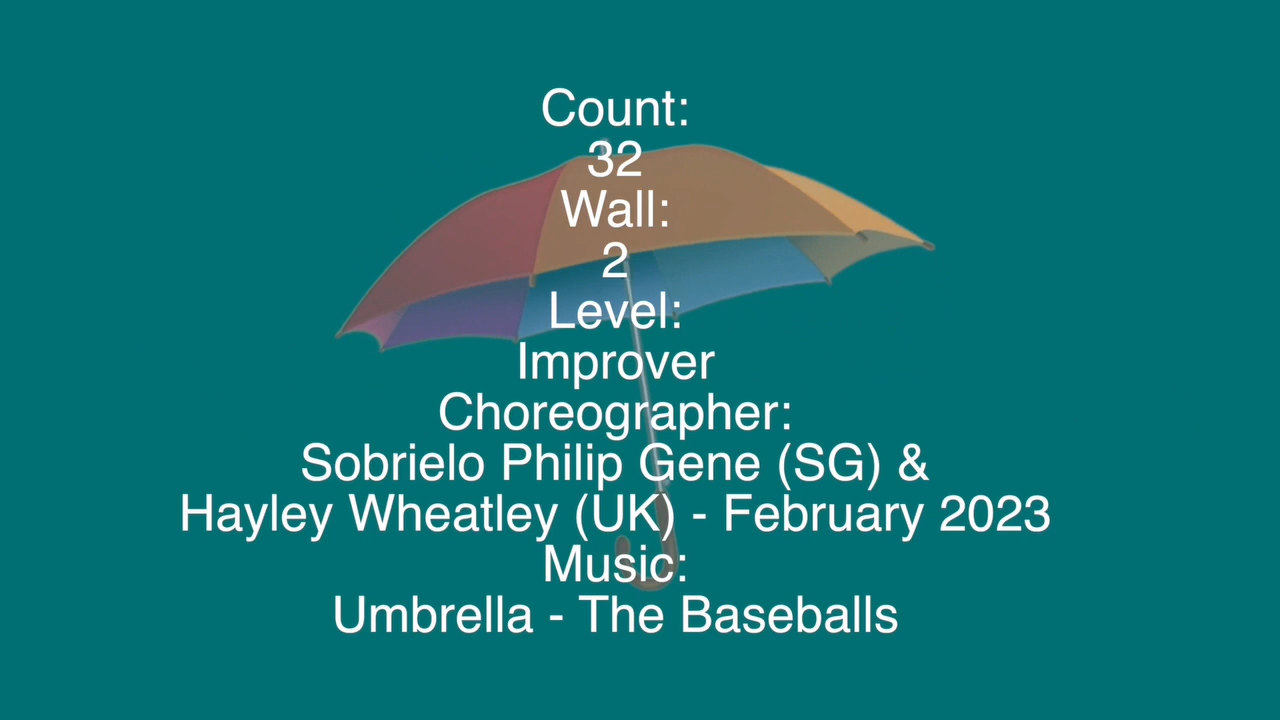 Count:
32
Wall:
2
Level:
Improver
Choreographer:
Sobrielo Philip Gene (SG) &
Hayley Wheatley (UK) - February 2023
Music:
Umbrella - The Baseballs